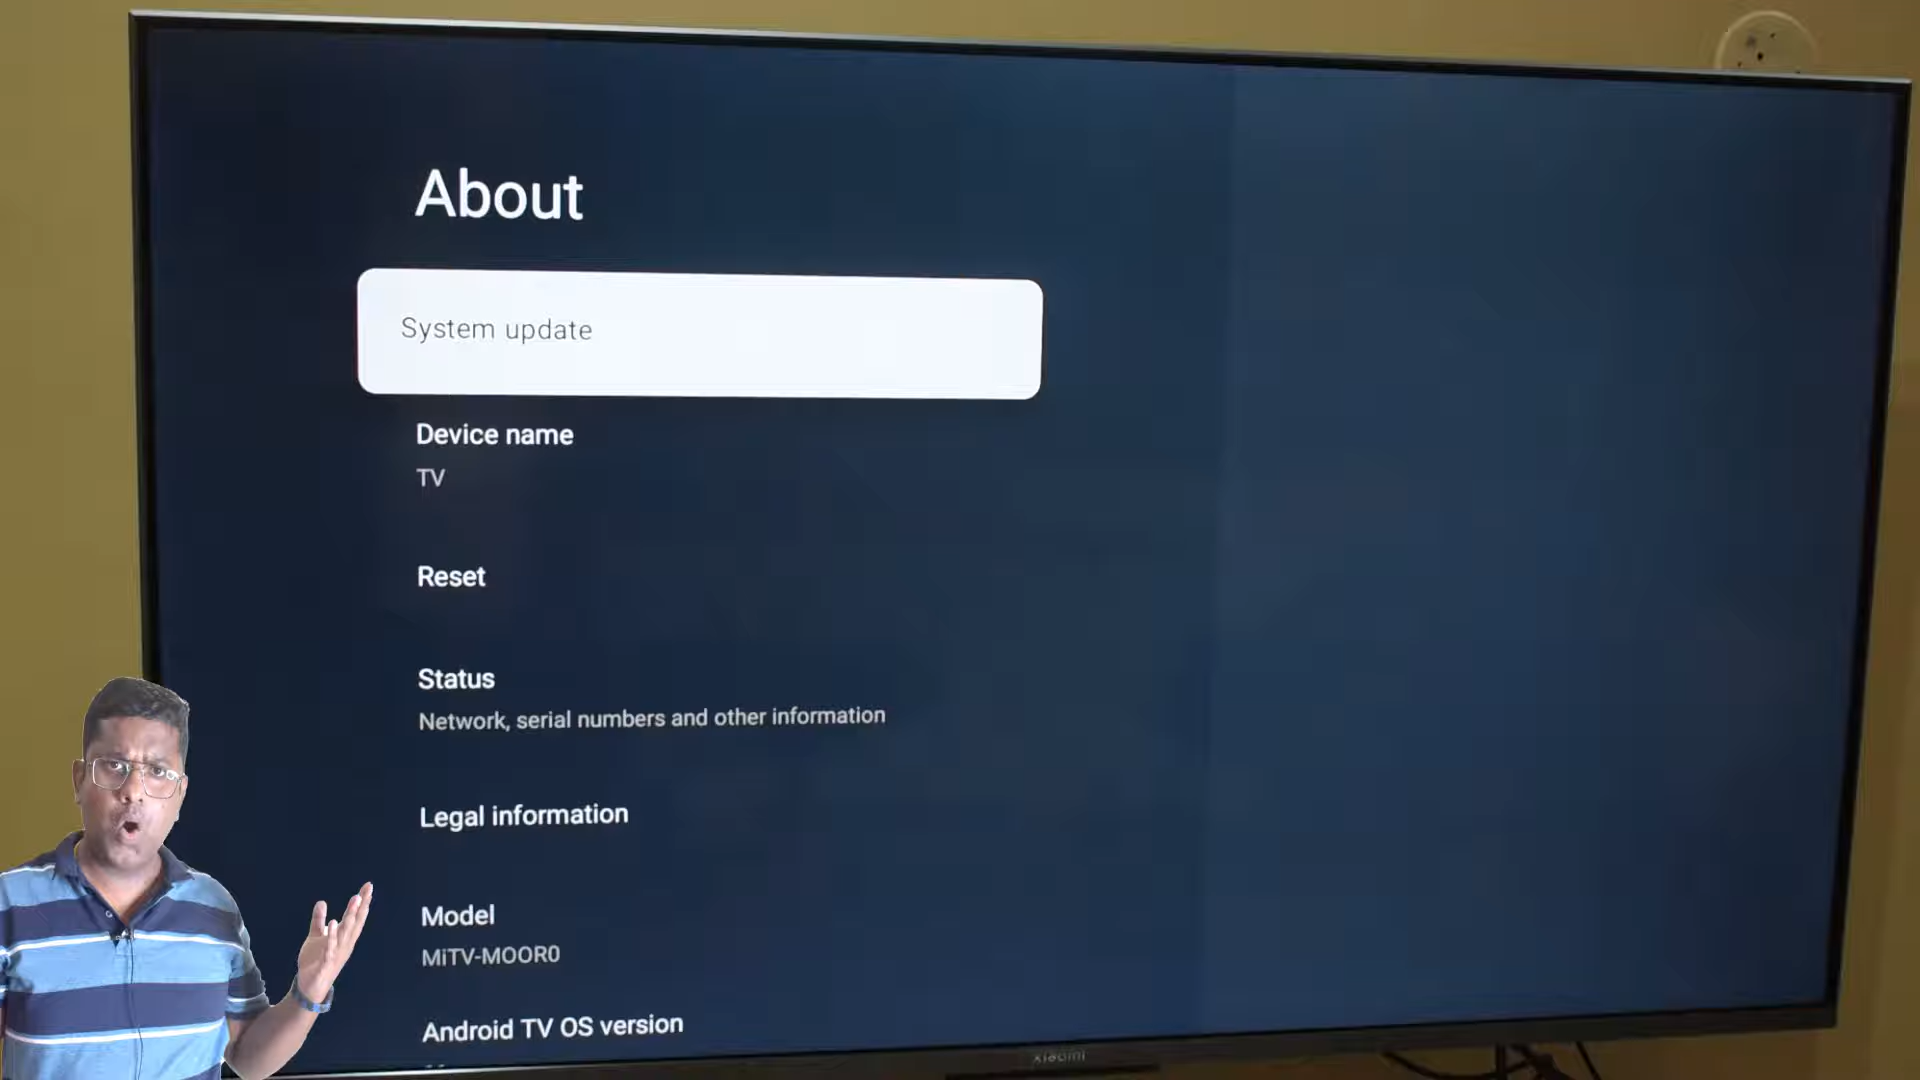 About
System update
Device name
TV
Reset
Status
Network, serial numbers and other information
Legal information
Model
MiTV-MOOR0
Android TV OS version
xiaomi